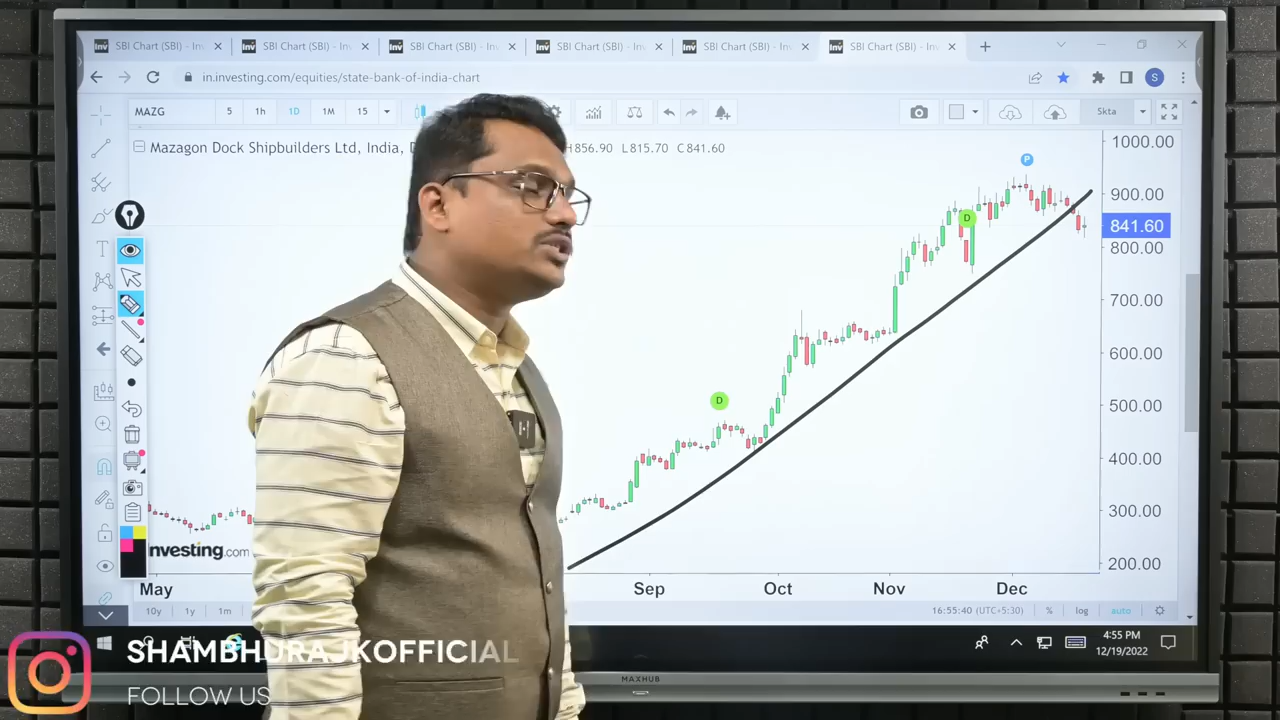 SBI Chart (SBI) - Inv
SBI Chart (SBI) - Inv
SBI Chart (SBI) - Inv
SBI Chart (SBI) - Inv
SBI Chart (SBI) - Inv
SBI Chart (SBI) - Inv
in.investing.com/equities/state-bank-of-india-chart
S
MAZG 5 1h 1D 1M 15
Skta
Mazagon Dock Shipbuilders Ltd, India, D
H856.90 L815.70 C841.60
1000.00
P
900.00
D
841.60
800.00
700.00
600.00
500.00
D
400.00
300.00
nvesting.com
200.00
May Sep Oct Nov Dec
10y 1y 1m
16:55:40 (UTC+5:30) % log auto
4:55 PM
12/19/2022
SHAMBHURAJKOFFICIAL
FOLLOW US
MAXHUB